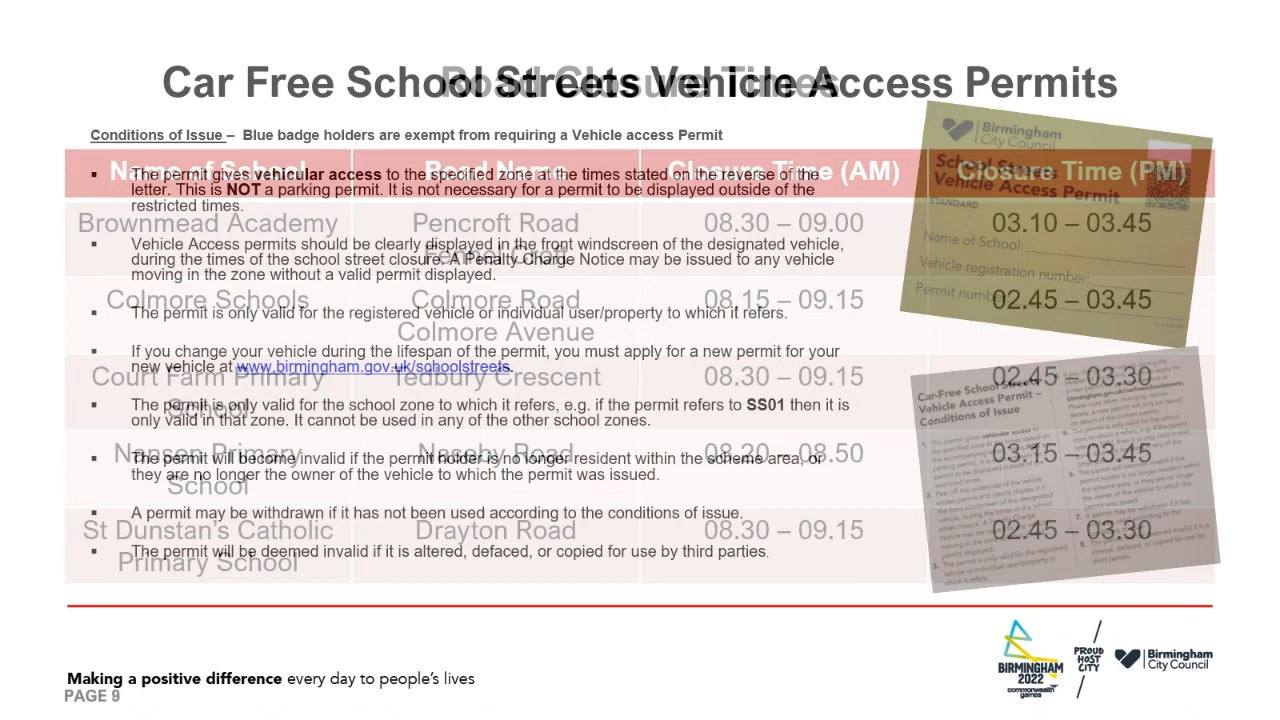 Car Free School Streets Vehicle Access Permits
Road Closure Times
Conditions of Issue – Blue badge holders are exempt from requiring a Vehicle access Permit
▪ The permit gives vehicular access to the specified zone at the times stated on the reverse of the
letter. This is NOT a parking permit. It is not necessary for a permit to be displayed outside of the
restricted times.
▪ Vehicle Access permits should be clearly displayed in the front windscreen of the designated vehicle,
during the times of the school street closure. A Penalty Charge Notice may be issued to any vehicle
moving in the zone without a valid permit displayed.
▪ The permit is only valid for the registered vehicle or individual user/property to which it refers.
▪ If you change your vehicle during the lifespan of the permit, you must apply for a new permit for your
new vehicle at www.birmingham.gov.uk/schoolstreets.
▪ The permit is only valid for the school zone to which it refers, e.g. if the permit refers to SS01 then it is
only valid in that zone. It cannot be used in any of the other school zones.
▪ The permit will become invalid if the permit holder is no longer resident within the scheme area, or
they are no longer the owner of the vehicle to which the permit was issued.
▪ A permit may be withdrawn if it has not been used according to the conditions of issue.
▪ The permit will be deemed invalid if it is altered, defaced, or copied for use by third parties.
Name of School Road Name Closure Time (AM) Closure Time (PM)
Brownmead Academy Pencroft Road 08.30 – 09.00 03.10 – 03.45
Colmore Schools Colmore Road 08.15 – 09.15 02.45 – 03.45
Colmore Avenue
Court Farm Primary Tedbury Crescent 08.30 – 09.15 02.45 – 03.30
School
Nansen Primary Naseby Road 08.20 – 08.50 03.15 – 03.45
School
St Dunstan's Catholic Drayton Road 08.30 – 09.15 02.45 – 03.30
Primary School
Birmingham
City Council
School Streets
Vehicle Access Permit
STANDARD
Name of School:
Vehicle registration number:
Permit number:
Car-Free School Streets
Vehicle Access Permit –
Conditions of Issue
Making a positive difference every day to people's lives
PAGE 9
BIRMINGHAM
2022
commonwealth
games
PROUD
HOST
CITY
Birmingham
City Council